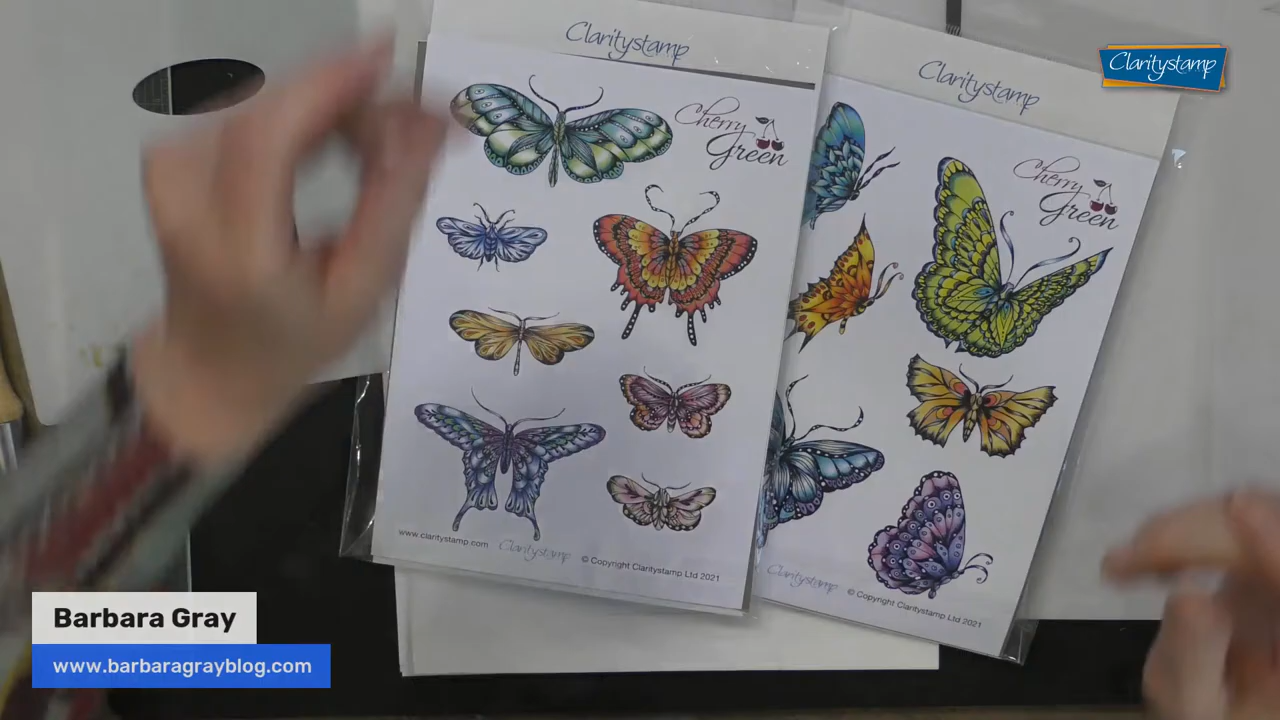 Claritystamp
Cherry
Green
www.claritystamp.com Claritystamp © Copyright Claritystamp Ltd 2021
Claritystamp
Cherry
Green
Claritystamp © Copyright Claritystamp Ltd 2021
Claritystamp
Barbara Gray
www.barbaragrayblog.com